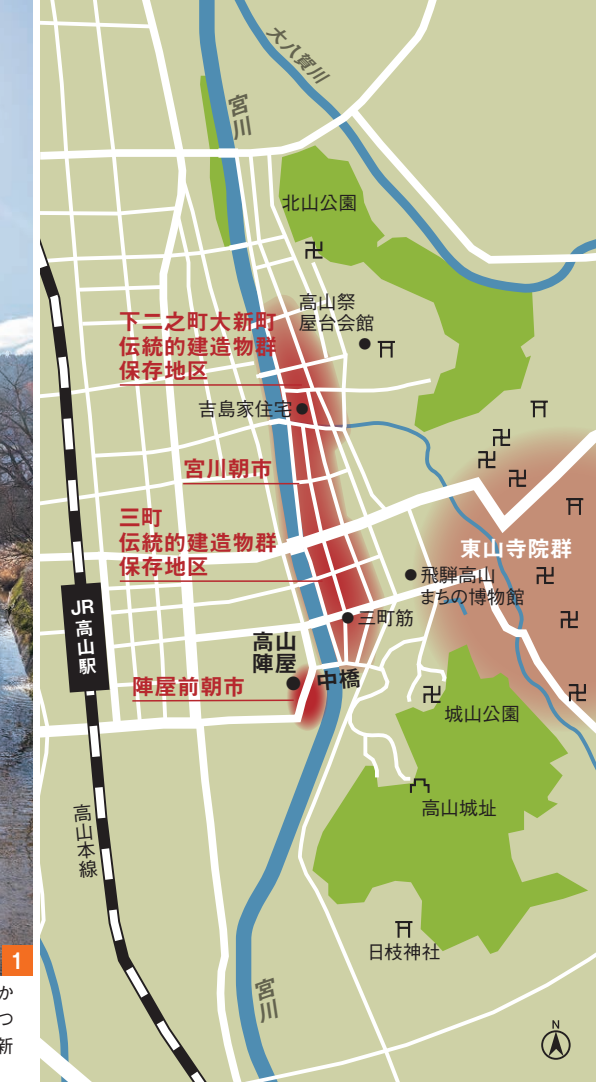 大八賀川
宮川
北山公園
高山祭
屋台会館
下二之町大新町
伝統的建造物群
保存地区
吉島家住宅
宮川朝市
三町
伝統的建造物群
保存地区
東山寺院群
飛騨高山
まちの博物館
三町筋
JR
高山駅
高山
陣屋
中橋
陣屋前朝市
城山公園
高山城址
高山本線
日枝神社
宮川
N
1
か
つ
新